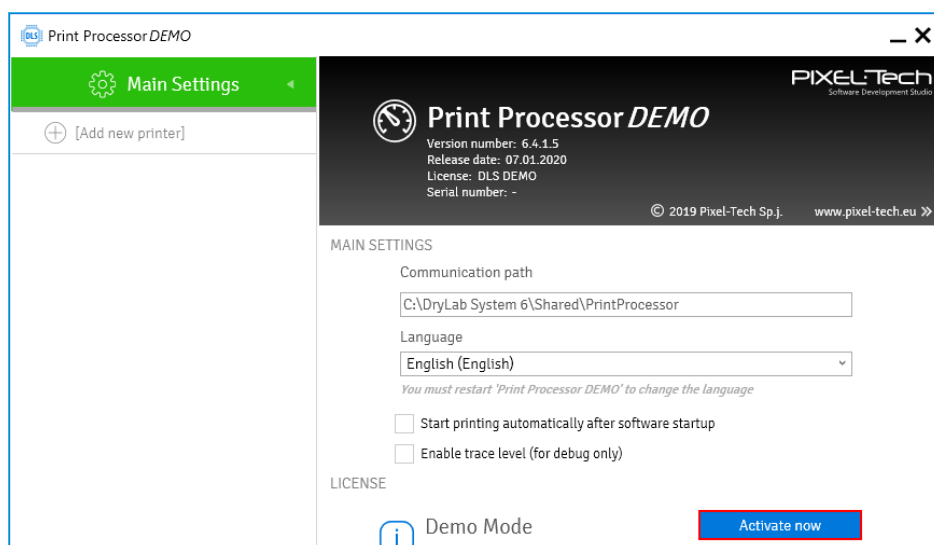 DLS Print Processor DEMO
Main Settings
[Add new printer]
PIXEL-Tech
Software Development Studio
Print Processor DEMO
Version number: 6.4.1.5
Release date: 07.01.2020
License: DLS DEMO
Serial number: -
© 2019 Pixel-Tech Sp.j. www.pixel-tech.eu »
MAIN SETTINGS
Communication path
C:\DryLab System 6\Shared\PrintProcessor
Language
English (English)
You must restart 'Print Processor DEMO' to change the language
Start printing automatically after software startup
Enable trace level (for debug only)
LICENSE
Demo Mode
Activate now